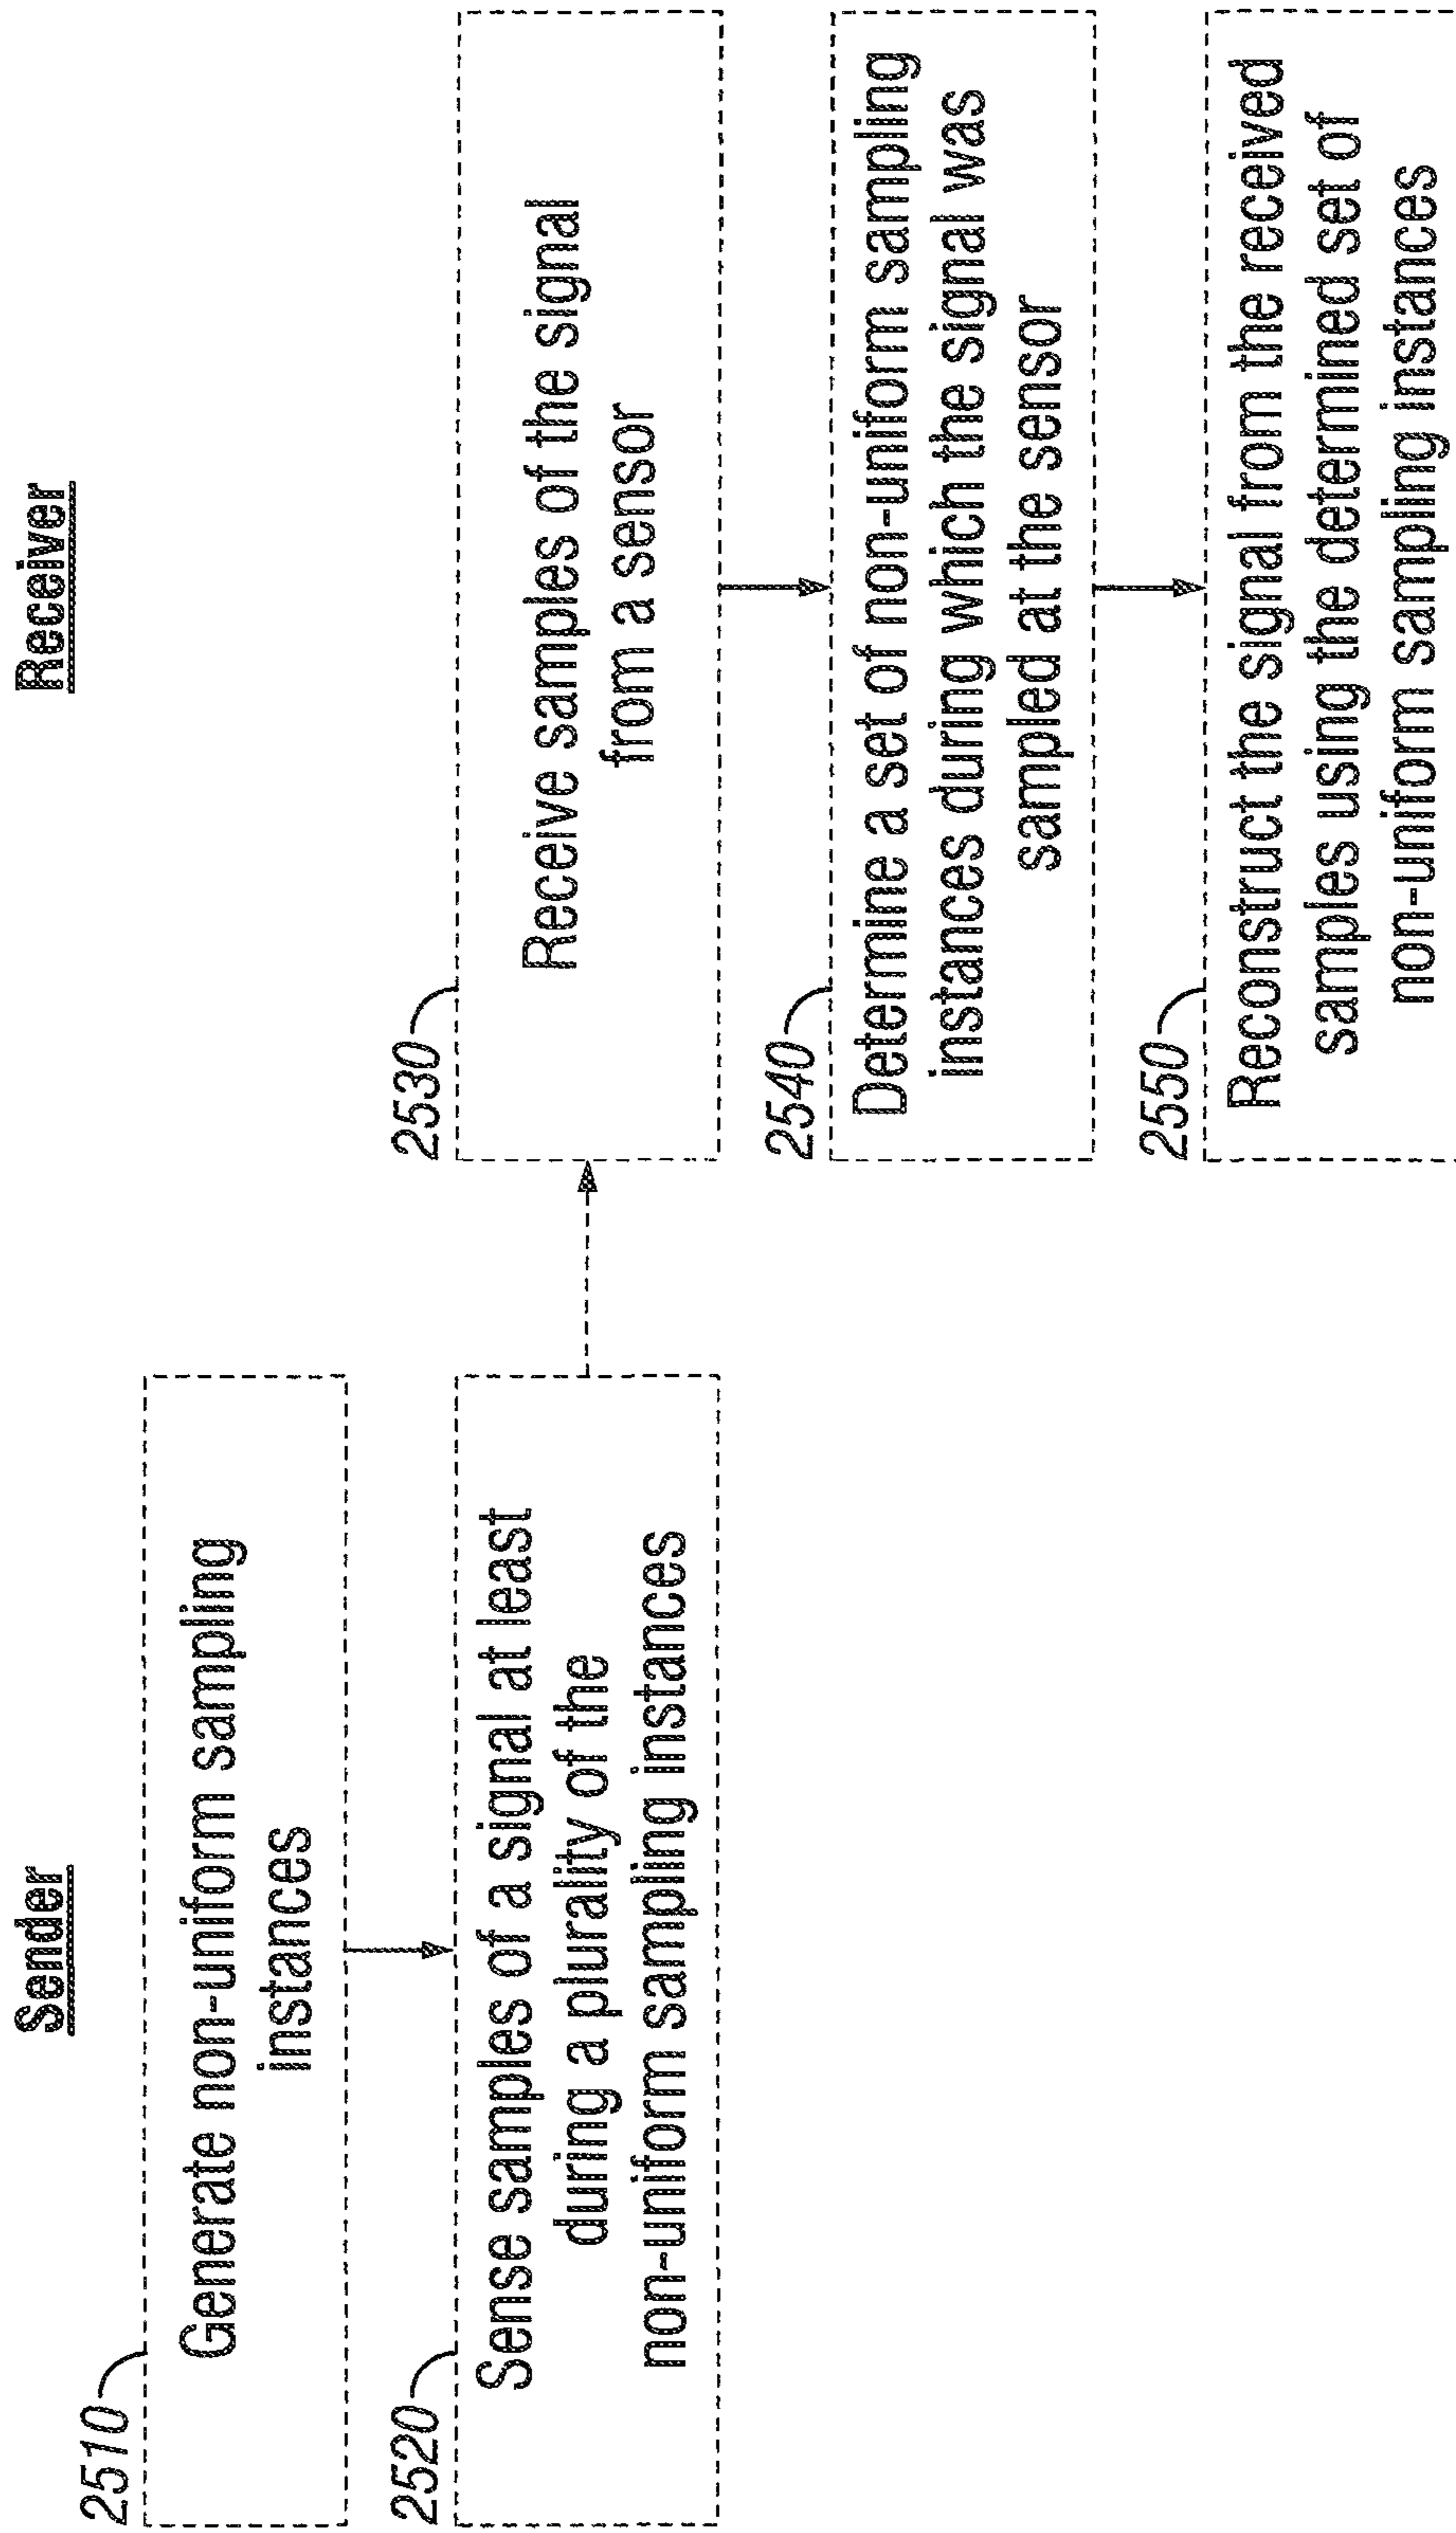 Sender
2510
Generate non-uniform sampling
instances
2520
Sense samples of a signal at least
during a plurality of the
non-uniform sampling instances
Receiver
2530
Receive samples of the signal
from a sensor
2540
Determine a set of non-uniform sampling
instances during which the signal was
sampled at the sensor
2550
Reconstruct the signal from the received
samples using the determined set of
non-uniform sampling instances